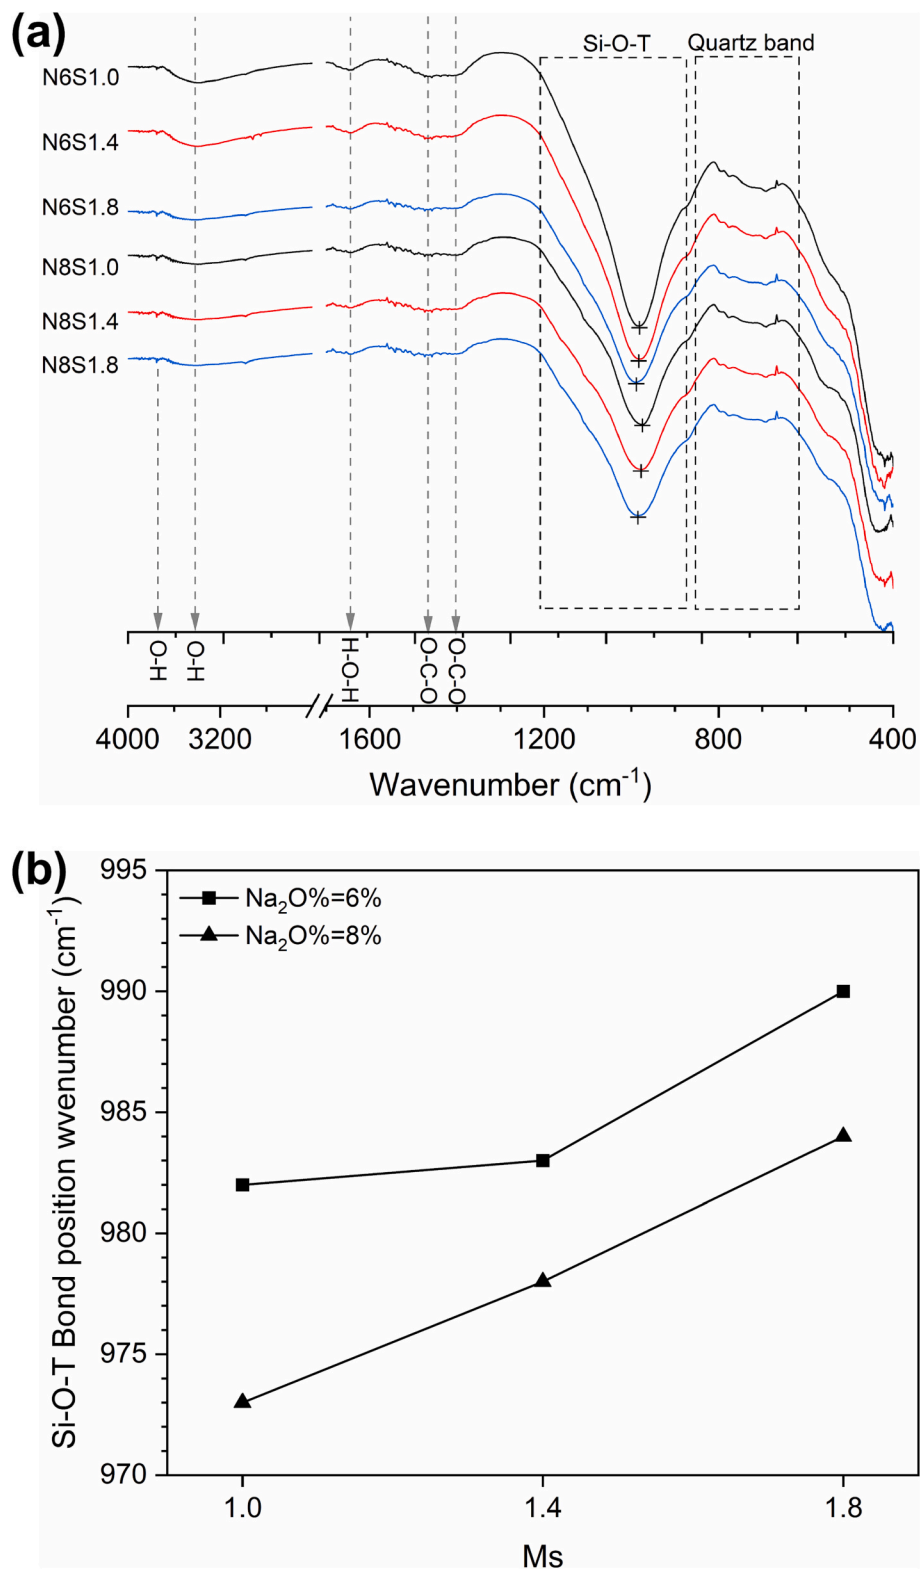 (a)
Si-O-T
Quartz band
N6S1.0
N6S1.4
N6S1.8
N8S1.0
N8S1.4
N8S1.8
O-H
O-H
H-O-H
O-C-O
O-C-O
4000 3200 1600 1200 800 400
Wavenumber (cm⁻¹)
(b)
Na₂O%=6%
Na₂O%=8%
Si-O-T Bond position wvenumber (cm⁻¹)
995
990
985
980
975
970
1.0 1.4 1.8
Ms